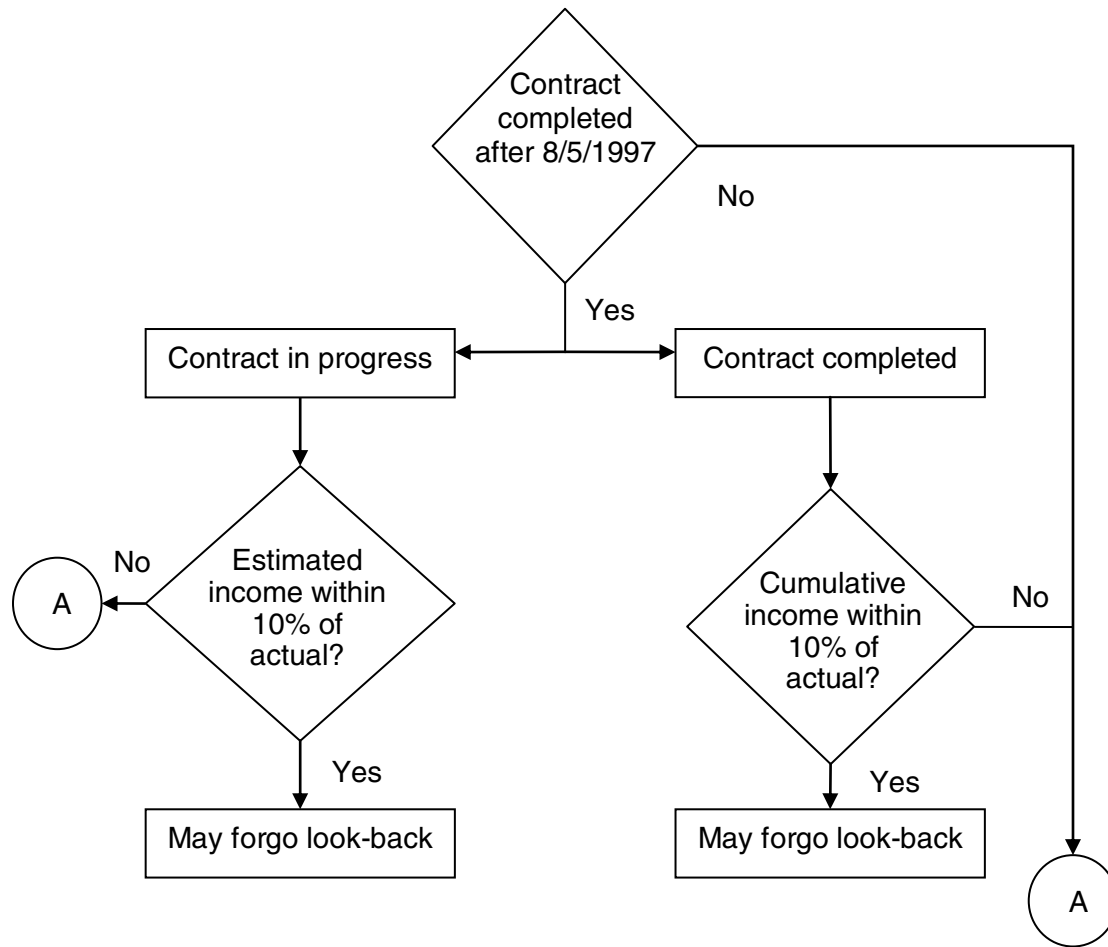 Contract
completed
after 8/5/1997
No
Yes
Contract in progress
Contract completed
No
A
Estimated
income within
10% of
actual?
Cumulative
income within
10% of
actual?
No
Yes
Yes
May forgo look-back
May forgo look-back
A